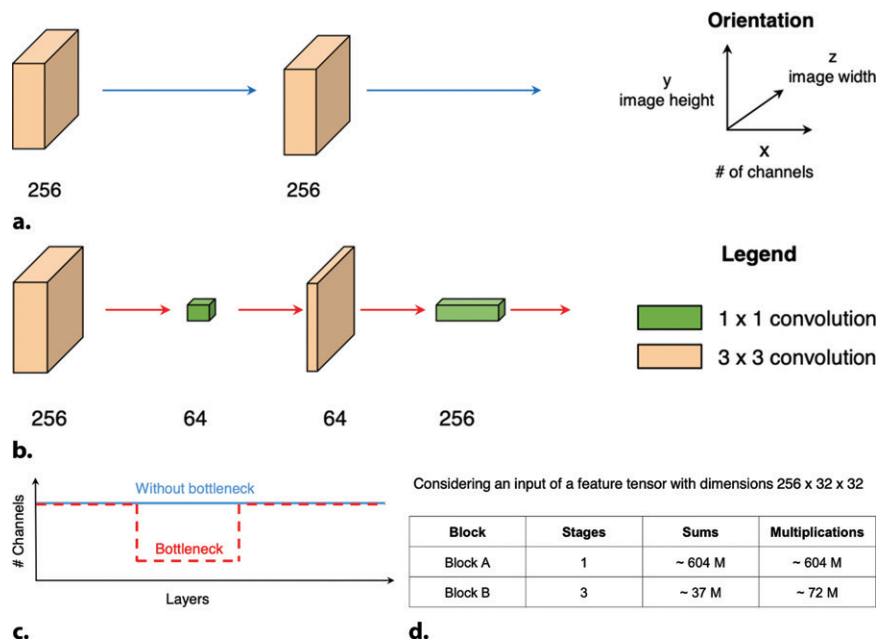 Orientation
y
image height
z
image width
x
# of channels
256
256
a.
Legend
1 x 1 convolution
3 x 3 convolution
256
64
64
256
b.
Without bottleneck
Bottleneck
# Channels
Layers
c.
Considering an input of a feature tensor with dimensions 256 x 32 x 32
Block Stages Sums Multiplications
Block A 1 ~ 604 M ~ 604 M
Block B 3 ~ 37 M ~ 72 M
d.